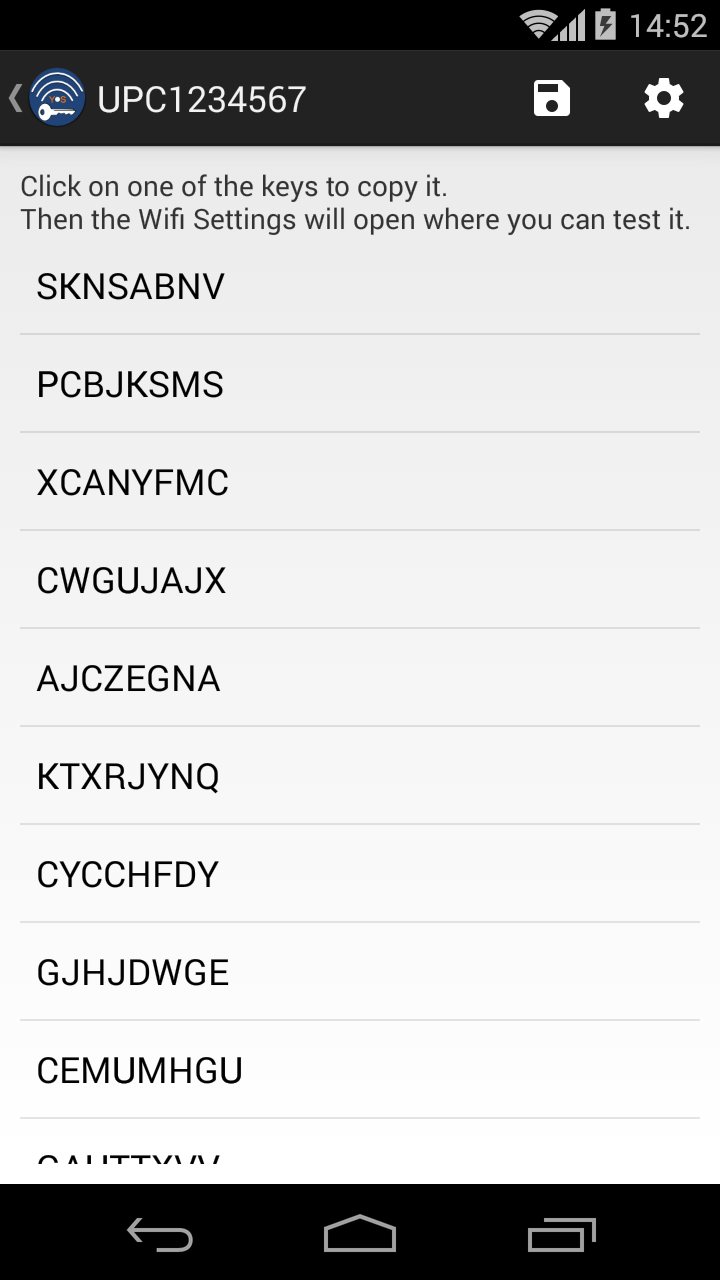 14:52
UPC1234567
Click on one of the keys to copy it.
Then the Wifi Settings will open where you can test it.
SKNSABNV
PCBJKSMS
XCANYFMC
CWGUJAJX
AJCZEGNA
KTXRJYNQ
CYCCHFDY
GJHJDWGE
CEMUMHGU